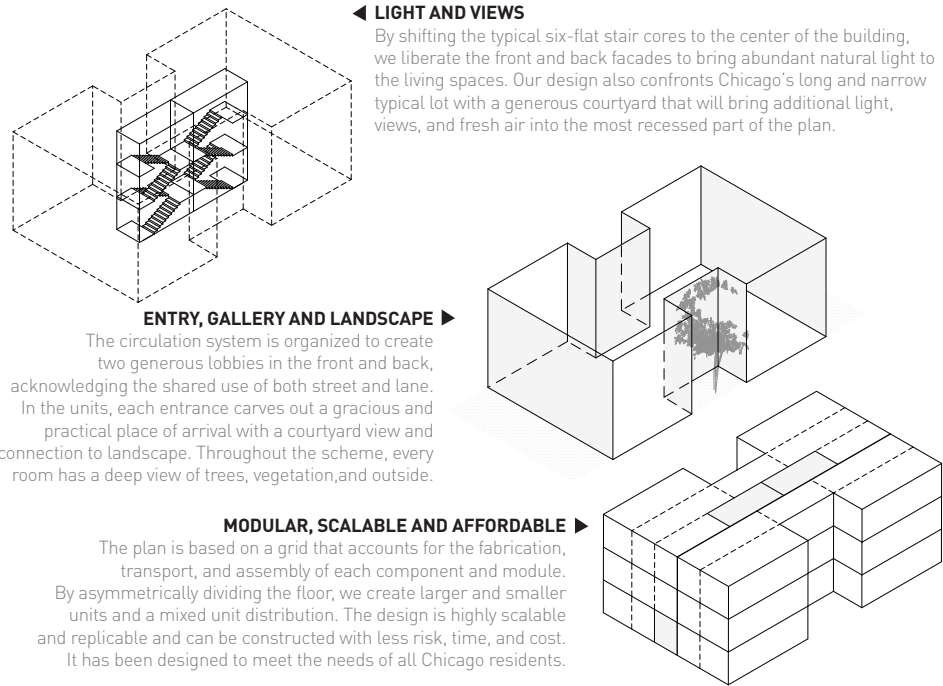 LIGHT AND VIEWS
By shifting the typical six-flat stair cores to the center of the building,
we liberate the front and back facades to bring abundant natural light to
the living spaces. Our design also confronts Chicago's long and narrow
typical lot with a generous courtyard that will bring additional light,
views, and fresh air into the most recessed part of the plan.
ENTRY, GALLERY AND LANDSCAPE
The circulation system is organized to create
two generous lobbies in the front and back,
acknowledging the shared use of both street and lane.
In the units, each entrance carves out a gracious and
practical place of arrival with a courtyard view and
connection to landscape. Throughout the scheme, every
room has a deep view of trees, vegetation,and outside.
MODULAR, SCALABLE AND AFFORDABLE
The plan is based on a grid that accounts for the fabrication,
transport, and assembly of each component and module.
By asymmetrically dividing the floor, we create larger and smaller
units and a mixed unit distribution. The design is highly scalable
and replicable and can be constructed with less risk, time, and cost.
It has been designed to meet the needs of all Chicago residents.